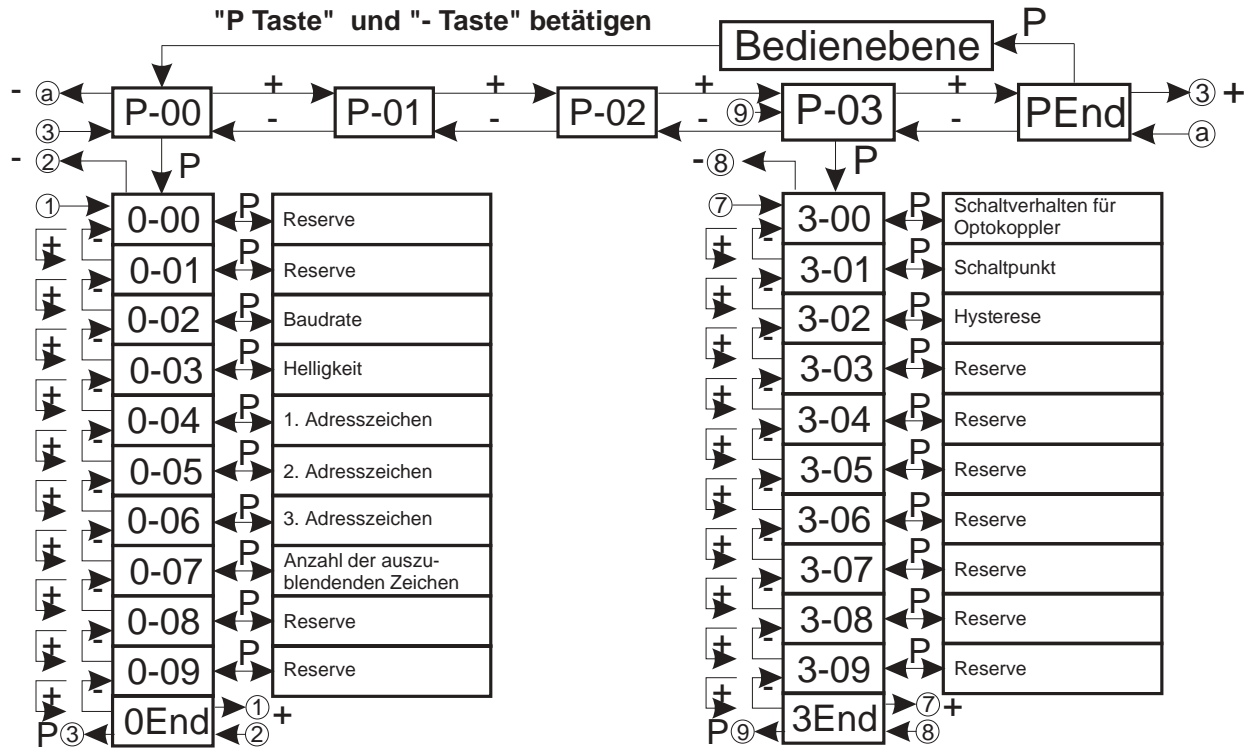 "P Taste" und "- Taste" betätigen
Bedienebene
P
- ⓐ
P-00
+
-
P-01
+
-
P-02
+
-
⑨
P-03
+
-
PEnd
③ +
③
ⓐ
- ②
P
- ⑧
P
①
0-00
P
Reserve
+
-
0-01
P
Reserve
+
-
0-02
P
Baudrate
+
-
0-03
P
Helligkeit
+
-
0-04
P
1. Adresszeichen
+
-
0-05
P
2. Adresszeichen
+
-
0-06
P
3. Adresszeichen
+
-
0-07
P
Anzahl der auszu-
blendenden Zeichen
+
-
0-08
P
Reserve
+
-
0-09
P
Reserve
+
-
0End
① +
P ③
②
⑦
3-00
P
Schaltverhalten für
Optokoppler
+
-
3-01
P
Schaltpunkt
+
-
3-02
P
Hysterese
+
-
3-03
P
Reserve
+
-
3-04
P
Reserve
+
-
3-05
P
Reserve
+
-
3-06
P
Reserve
+
-
3-07
P
Reserve
+
-
3-08
P
Reserve
+
-
3-09
P
Reserve
+
-
3End
⑦ +
P ⑨
⑧